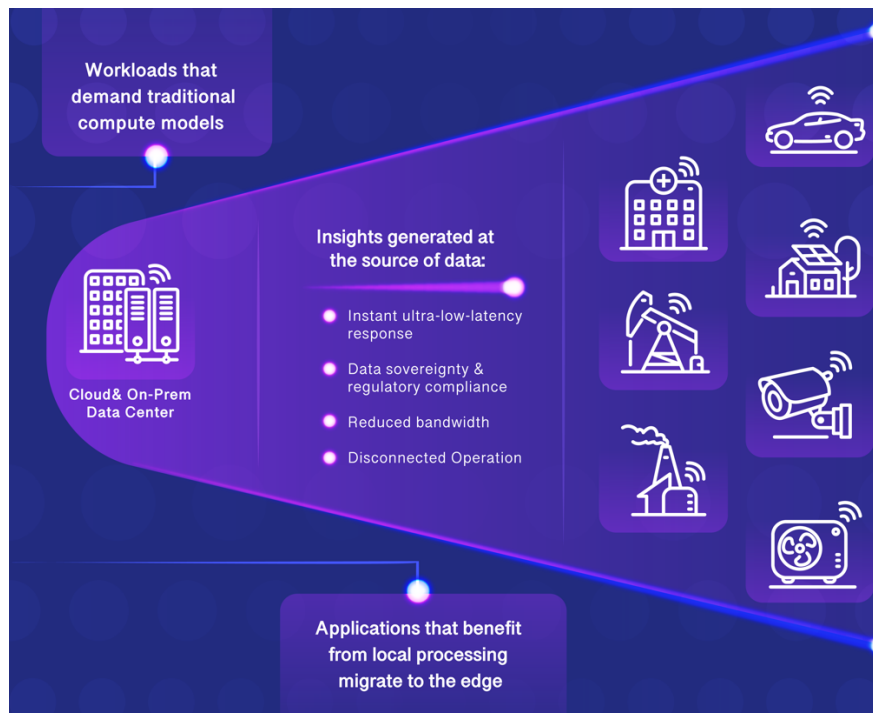 Workloads that
demand traditional
compute models
Insights generated at
the source of data:
Instant ultra-low-latency
response
Data sovereignty &
regulatory compliance
Reduced bandwidth
Disconnected Operation
Cloud& On-Prem
Data Center
Applications that benefit
from local processing
migrate to the edge